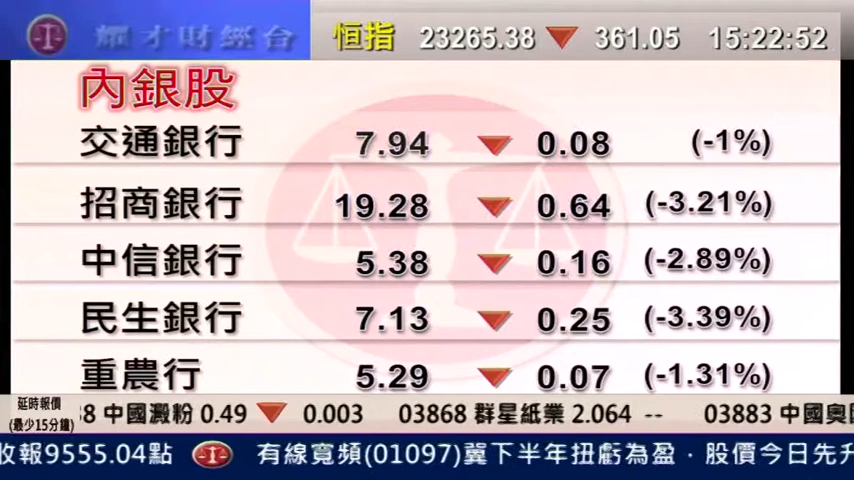 耀才財經台 恒指 23265.38 ▼ 361.05 15:22:52
內銀股
交通銀行 7.94 ▼ 0.08 (-1%)
招商銀行 19.28 ▼ 0.64 (-3.21%)
中信銀行 5.38 ▼ 0.16 (-2.89%)
民生銀行 7.13 ▼ 0.25 (-3.39%)
重農行 5.29 ▼ 0.07 (-1.31%)
延時報價
(最少15分鐘)
8 中國澱粉 0.49 ▼ 0.003 03868 群星紙業 2.064 -- 03883 中國奧
收報9555.04點 有線寬頻(01097)冀下半年扭虧為盈．股價今日先升